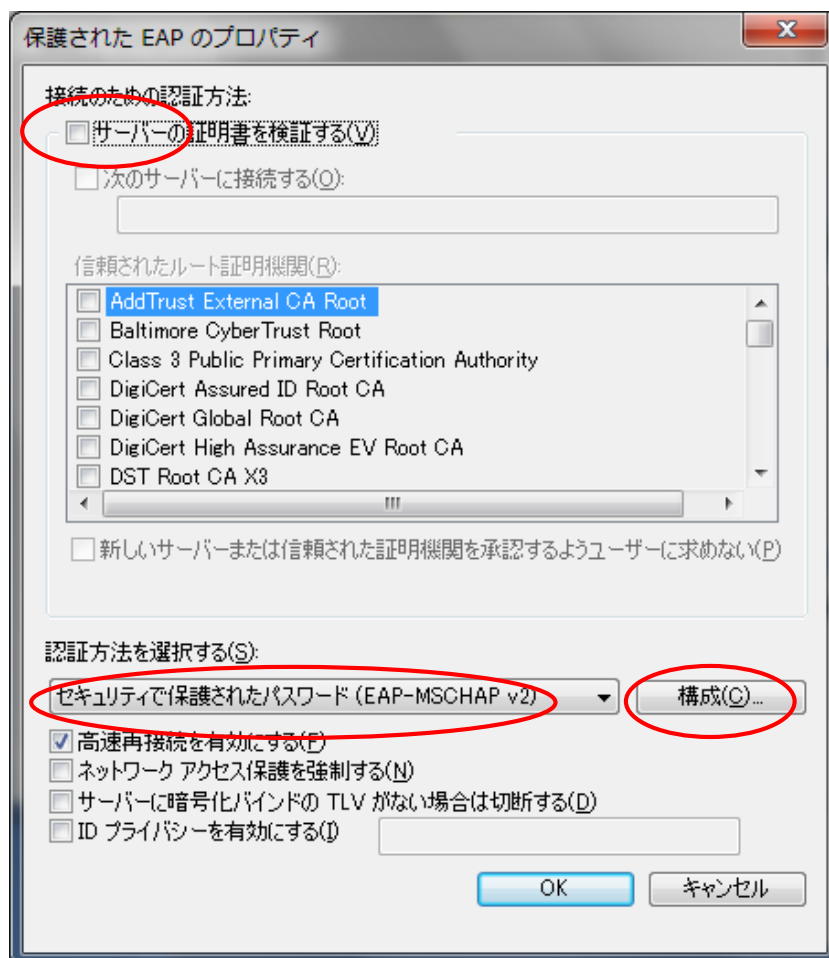 保護された EAP のプロパティ
接続のための認証方法:
サーバーの証明書を検証する(V)
次のサーバーに接続する(O):
信頼されたルート証明機関(R):
AddTrust External CA Root
Baltimore CyberTrust Root
Class 3 Public Primary Certification Authority
DigiCert Assured ID Root CA
DigiCert Global Root CA
DigiCert High Assurance EV Root CA
DST Root CA X3
新しいサーバーまたは信頼された証明機関を承認するようユーザーに求めない(P)
認証方法を選択する(S):
セキュリティで保護されたパスワード (EAP-MSCHAP v2) 構成(C)...
高速再接続を有効にする(F)
ネットワーク アクセス保護を強制する(N)
サーバーに暗号化バインドの TLV がない場合は切断する(D)
ID プライバシーを有効にする(I)
OK キャンセル